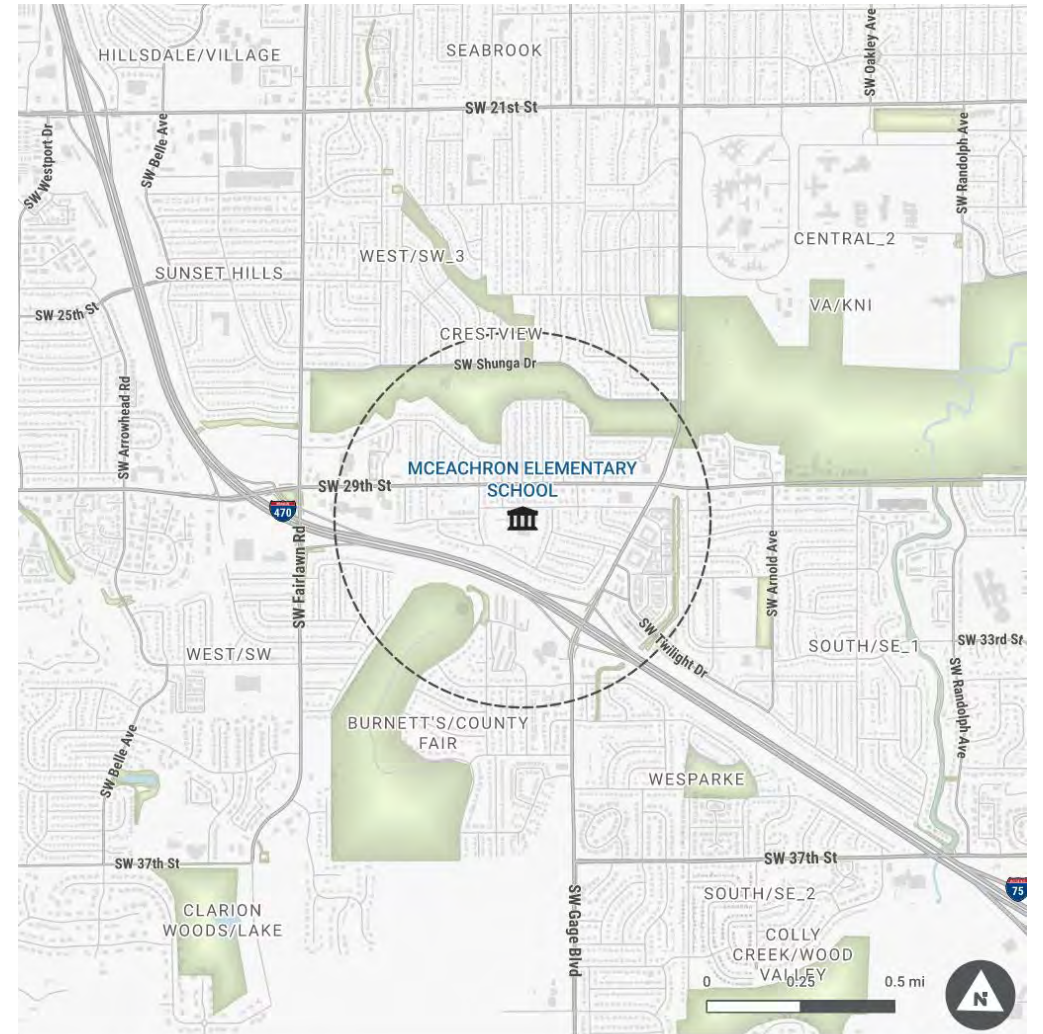 HILLSDALE/VILLAGE
SEABROOK
SW Oakley Ave
SW 21st St
SW Westport Dr
SW Belle Ave
SW Randolph Ave
CENTRAL_2
WEST/SW_3
SUNSET HILLS
VA/KNI
SW 25th St
CRESTVIEW
SW Shunga Dr
SW Arrowhead Rd
MCEACHRON ELEMENTARY
SCHOOL
SW 29th St
470
SW Fairlawn Rd
SW Arnold Ave
SW Twilight Dr
SOUTH/SE_1
SW 33rd St
WEST/SW
SW Randolph Ave
BURNETT'S/COUNTY
FAIR
SW Belle Ave
WESPARKE
SW 37th St
SW 37th St
75
SOUTH/SE_2
SW Gage Blvd
CLARION
WOODS/LAKE
COLLY
CREEK/WOOD
VALLEY
0
0.25
0.5 mi
N